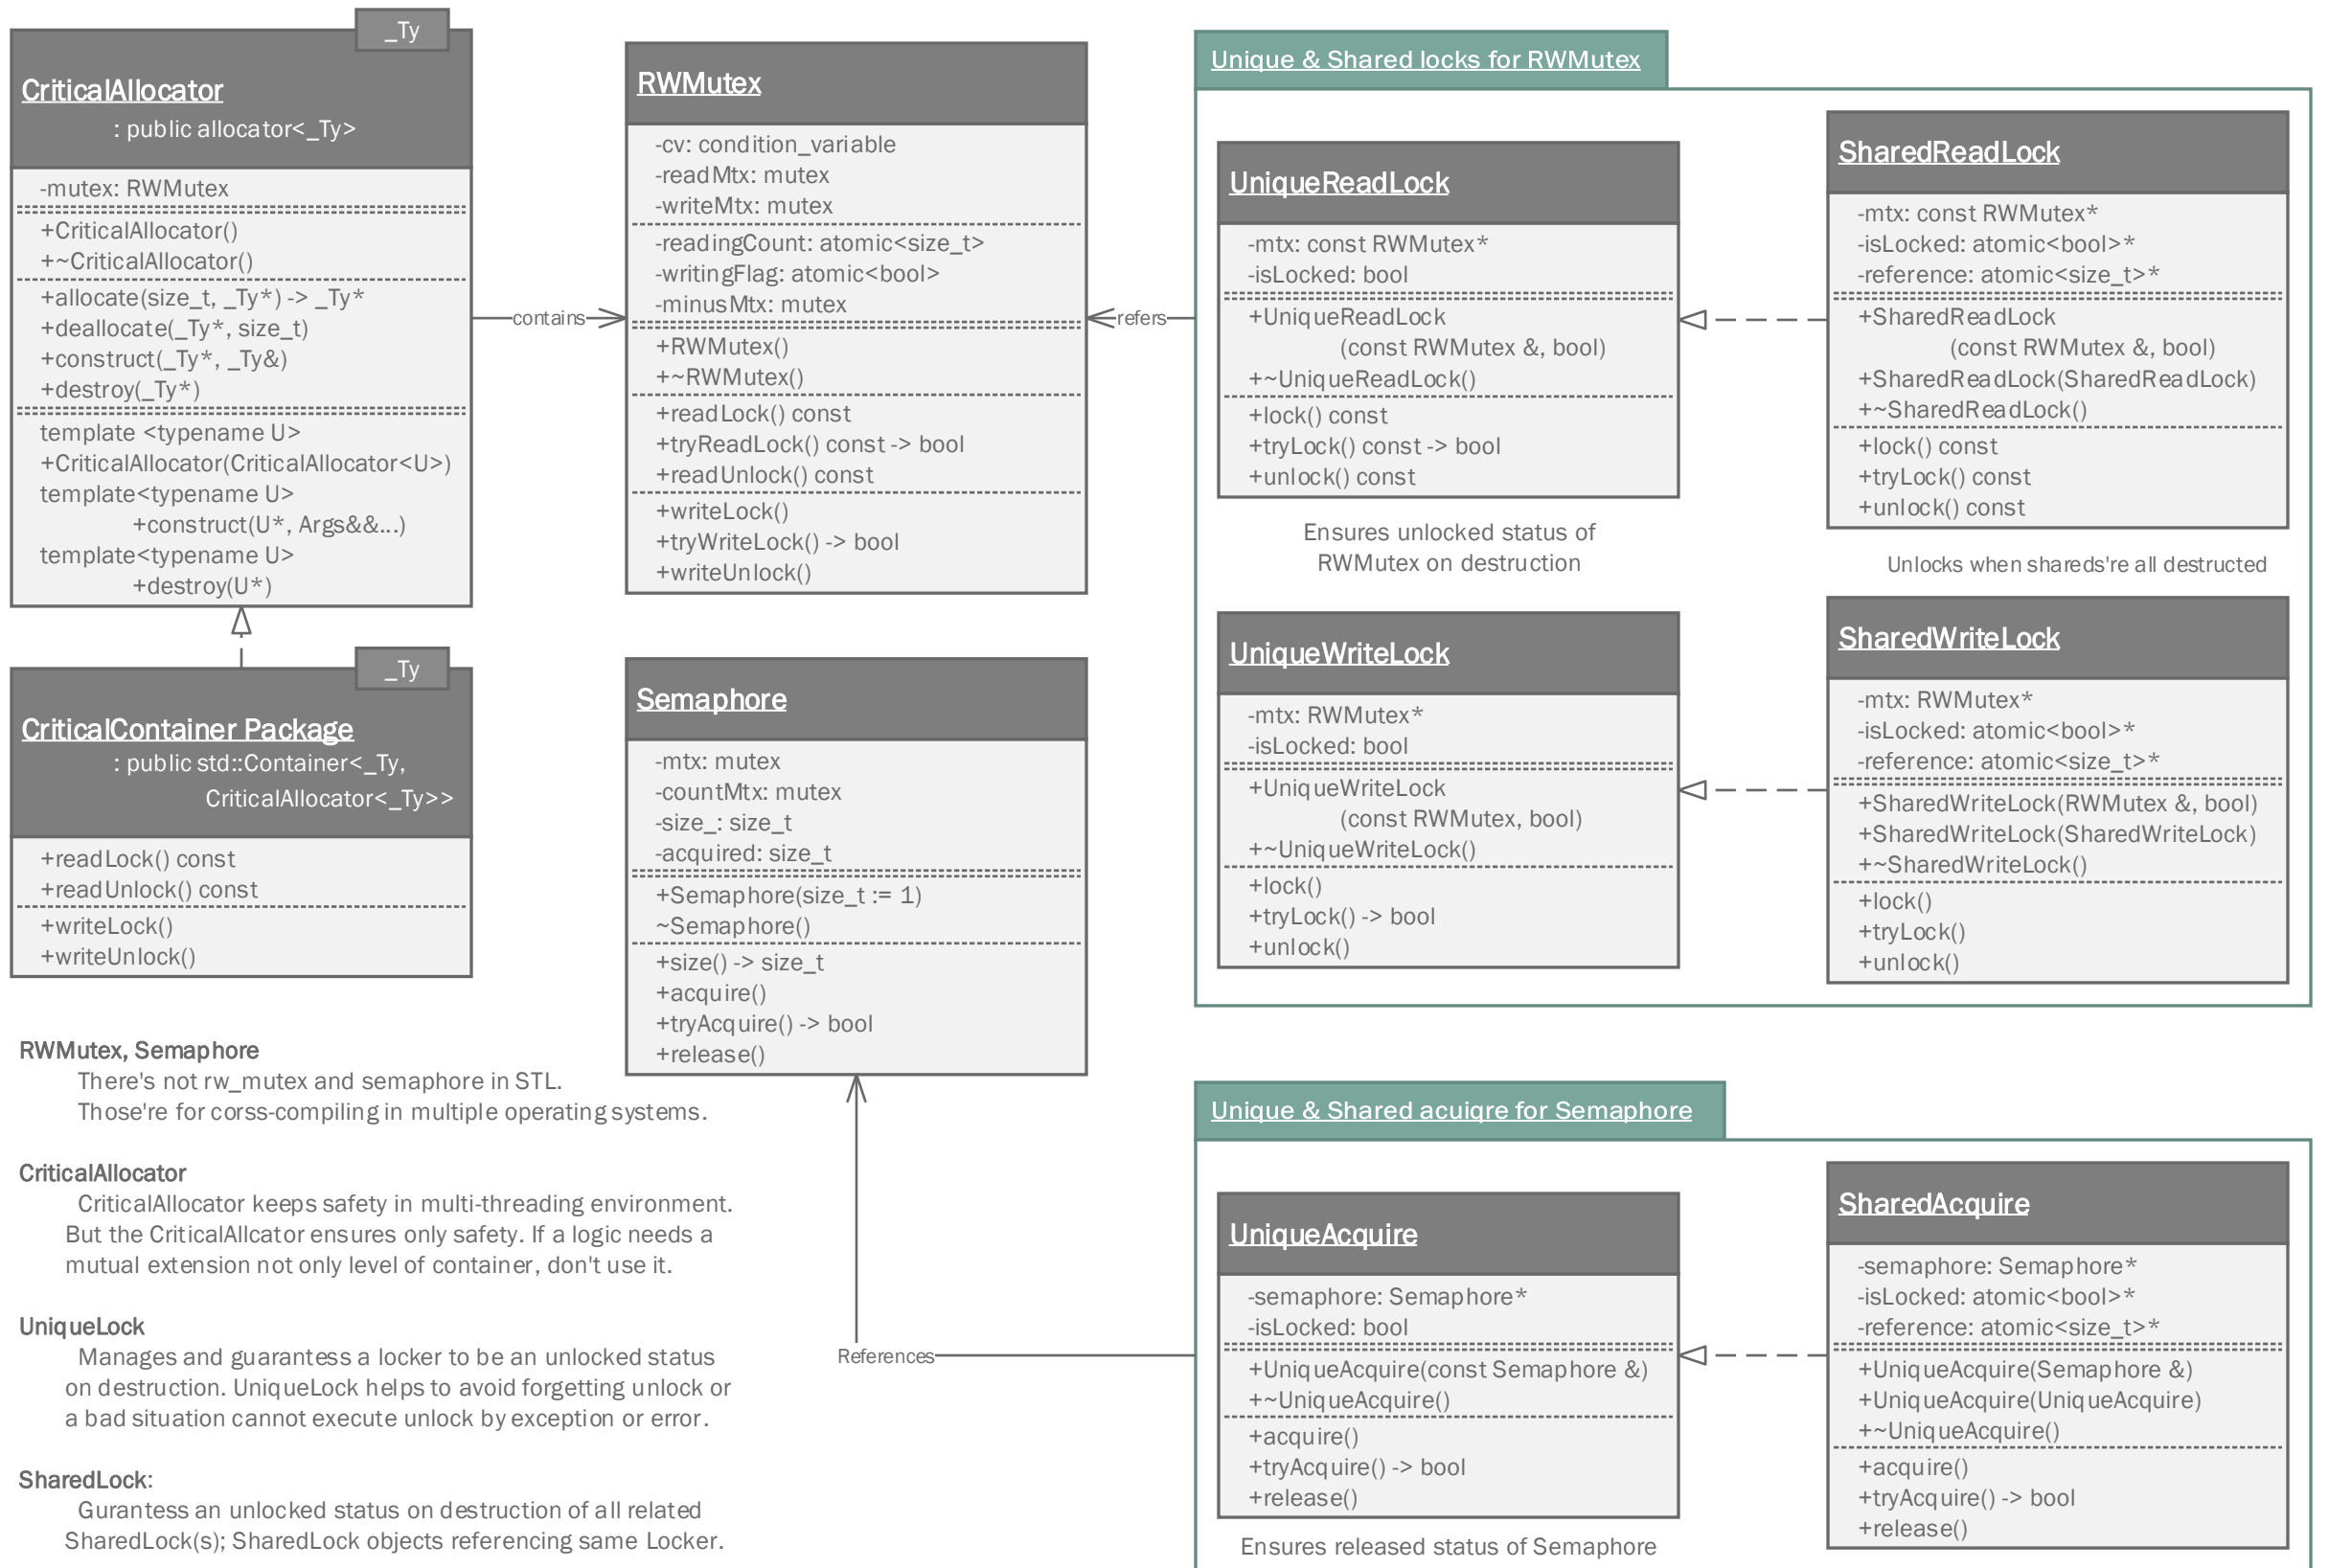 _Ty
CriticalAllocator
: public allocator<_Ty>
-mutex: RWMutex
+CriticalAllocator()
+~CriticalAllocator()
+allocate(size_t, _Ty*) -> _Ty*
+deallocate(_Ty*, size_t)
+construct(_Ty*, _Ty&)
+destroy(_Ty*)
template <typename U>
+CriticalAllocator(CriticalAllocator<U>)
template<typename U>
+construct(U*, Args&&...)
template<typename U>
+destroy(U*)
contains
RWMutex
-cv: condition_variable
-readMtx: mutex
-writeMtx: mutex
-readingCount: atomic<size_t>
-writingFlag: atomic<bool>
-minusMtx: mutex
+RWMutex()
+~RWMutex()
+readLock() const
+tryReadLock() const -> bool
+readUnlock() const
+writeLock()
+tryWriteLock() -> bool
+writeUnlock()
refers
Unique & Shared locks for RWMutex
UniqueReadLock
-mtx: const RWMutex*
-isLocked: bool
+UniqueReadLock
(const RWMutex &, bool)
+~UniqueReadLock()
+lock() const
+tryLock() const -> bool
+unlock() const
Ensures unlocked status of
RWMutex on destruction
SharedReadLock
-mtx: const RWMutex*
-isLocked: atomic<bool>*
-reference: atomic<size_t>*
+SharedReadLock
(const RWMutex &, bool)
+SharedReadLock(SharedReadLock)
+~SharedReadLock()
+lock() const
+tryLock() const
+unlock() const
Unlocks when shareds're all destructed
UniqueWriteLock
-mtx: RWMutex*
-isLocked: bool
+UniqueWriteLock
(const RWMutex, bool)
+~UniqueWriteLock()
+lock()
+tryLock() -> bool
+unlock()
SharedWriteLock
-mtx: RWMutex*
-isLocked: atomic<bool>*
-reference: atomic<size_t>*
+SharedWriteLock(RWMutex &, bool)
+SharedWriteLock(SharedWriteLock)
+~SharedWriteLock()
+lock()
+tryLock()
+unlock()
_Ty
CriticalContainer Package
: public std::Container<_Ty,
CriticalAllocator<_Ty>>
+readLock() const
+readUnlock() const
+writeLock()
+writeUnlock()
Semaphore
-mtx: mutex
-countMtx: mutex
-size_: size_t
-acquired: size_t
+Semaphore(size_t := 1)
~Semaphore()
+size() -> size_t
+acquire()
+tryAcquire() -> bool
+release()
References
RWMutex, Semaphore
There's not rw_mutex and semaphore in STL.
Those're for corss-compiling in multiple operating systems.
CriticalAllocator
CriticalAllocator keeps safety in multi-threading environment.
But the CriticalAllcator ensures only safety. If a logic needs a
mutual extension not only level of container, don't use it.
UniqueLock
Manages and guarantess a locker to be an unlocked status
on destruction. UniqueLock helps to avoid forgetting unlock or
a bad situation cannot execute unlock by exception or error.
SharedLock:
Gurantess an unlocked status on destruction of all related
SharedLock(s); SharedLock objects referencing same Locker.
Unique & Shared acuiqre for Semaphore
UniqueAcquire
-semaphore: Semaphore*
-isLocked: bool
+UniqueAcquire(const Semaphore &)
+~UniqueAcquire()
+acquire()
+tryAcquire() -> bool
+release()
Ensures released status of Semaphore
SharedAcquire
-semaphore: Semaphore*
-isLocked: atomic<bool>*
-reference: atomic<size_t>*
+UniqueAcquire(Semaphore &)
+UniqueAcquire(UniqueAcquire)
+~UniqueAcquire()
+acquire()
+tryAcquire() -> bool
+release()